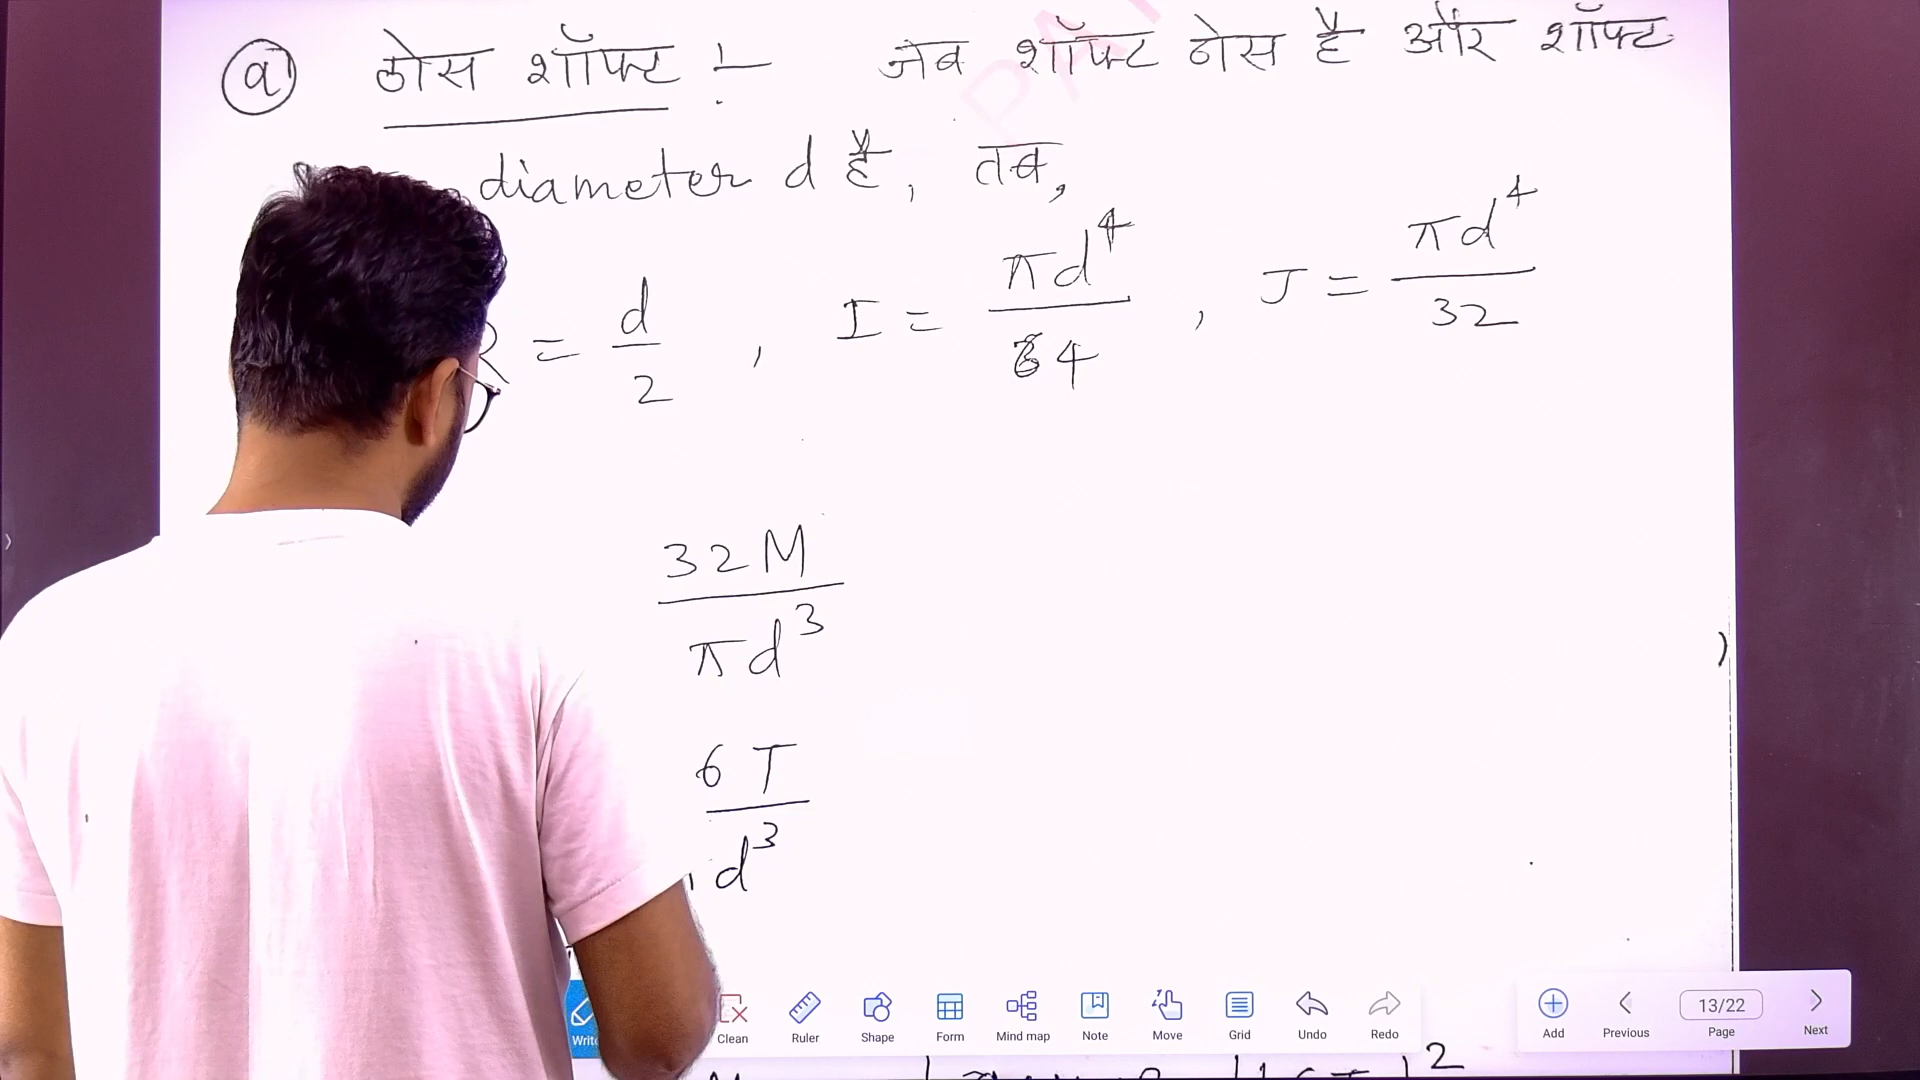 (a) ठोस शॉफ्ट :- जब शॉफ्ट ठोस है और शॉफ्ट
diameter d है, तब,
R = d/2 , I = πd⁴/64 , J = πd⁴/32
32M/πd³
6T/d³
Write Clean Ruler Shape Form Mind map Note Move Grid Undo Redo Add Previous 13/22 Page Next